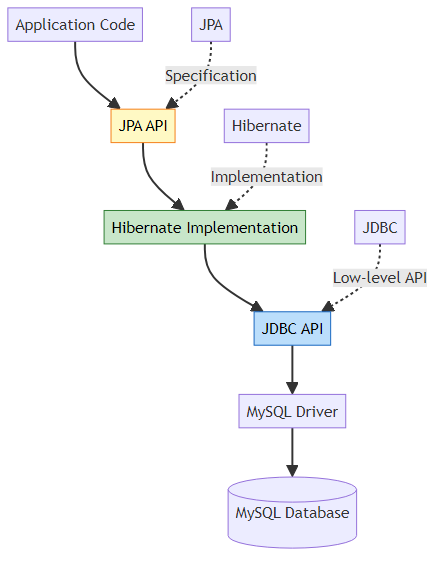 Application Code
JPA
Specification
JPA API
Hibernate
Implementation
Hibernate Implementation
JDBC
Low-level API
JDBC API
MySQL Driver
MySQL Database